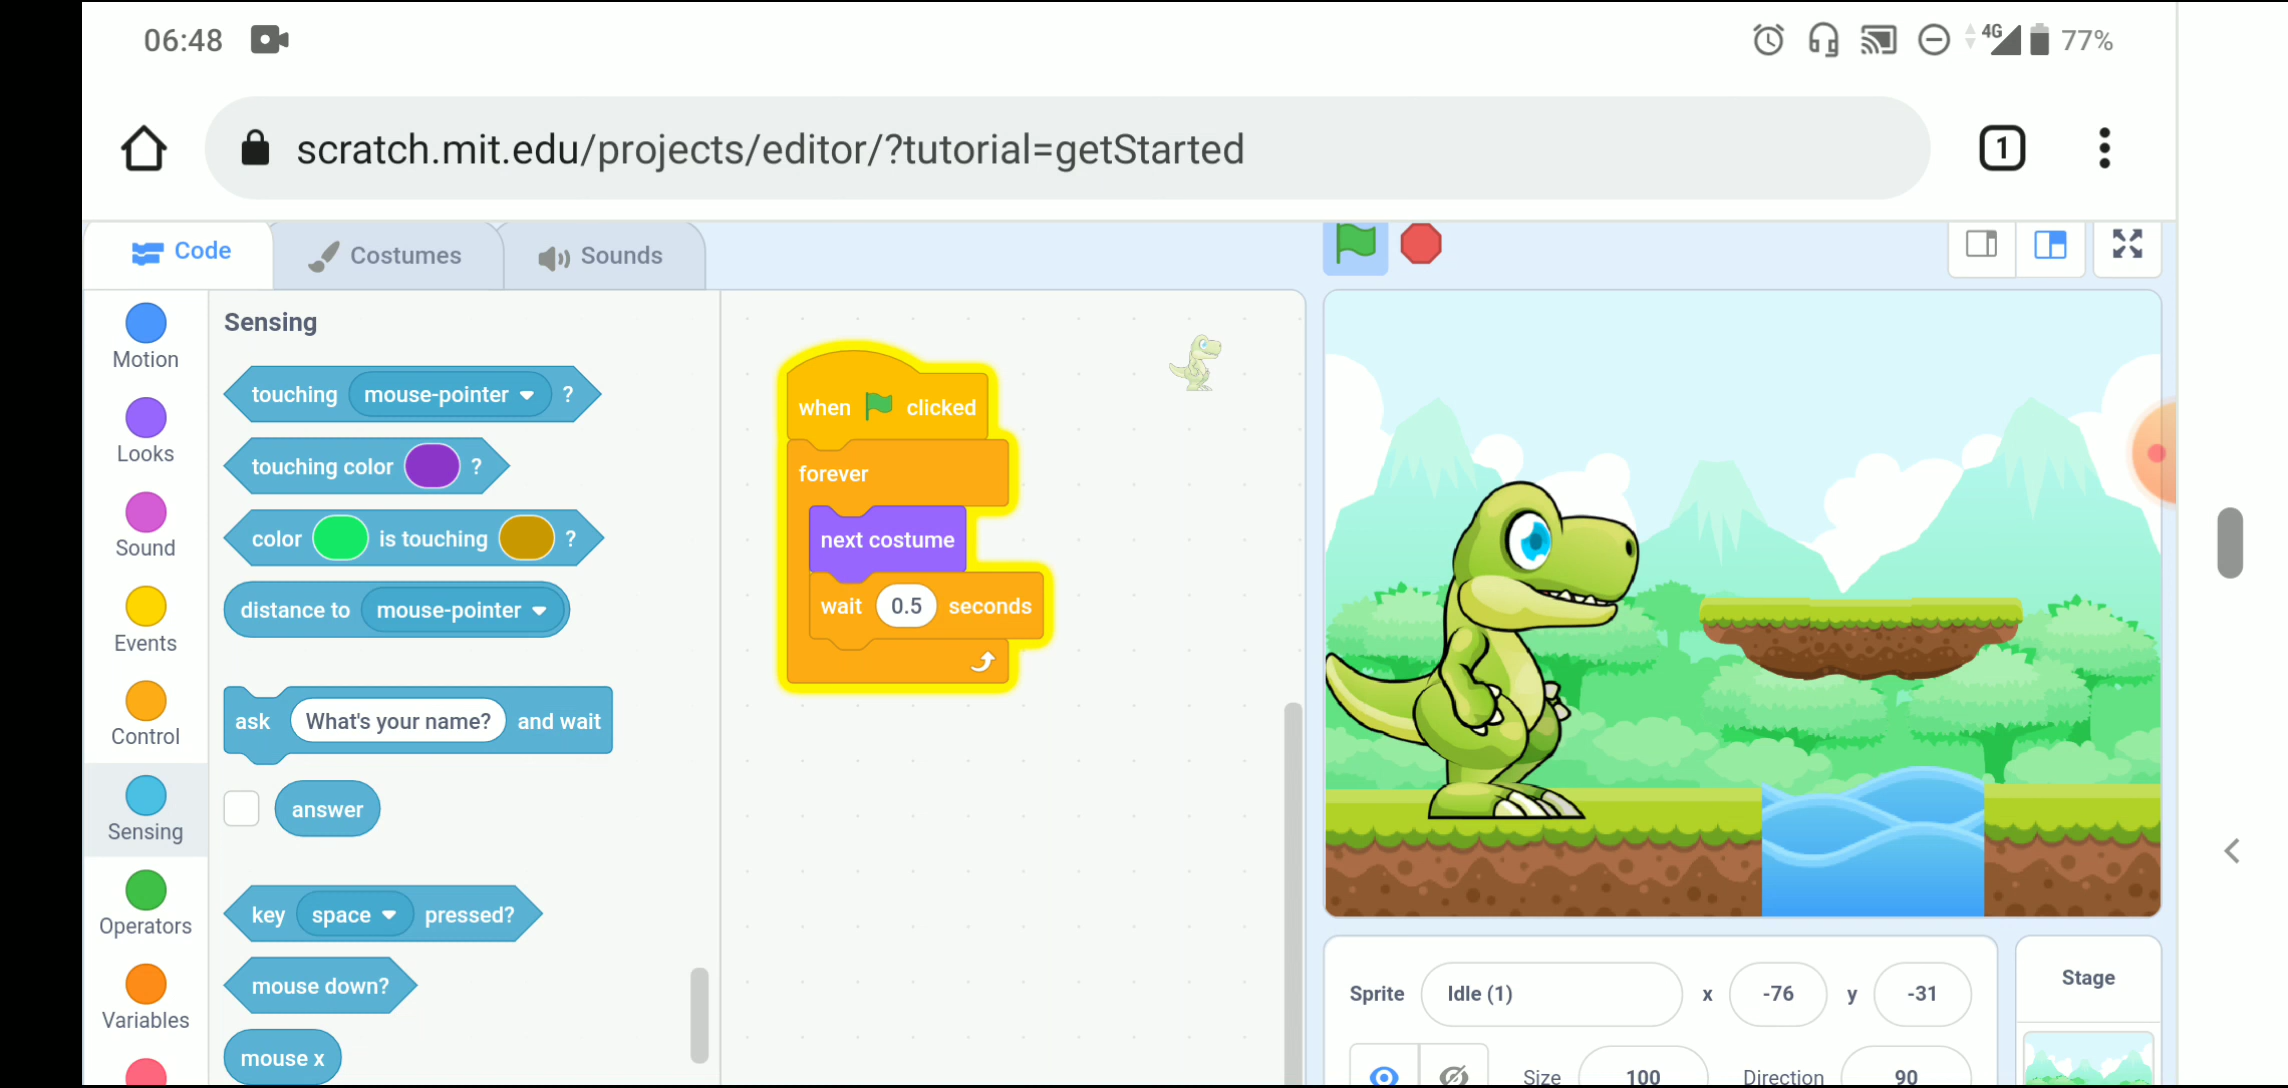 06:48
4G 77%
scratch.mit.edu/projects/editor/?tutorial=getStarted
1
Code
Costumes
Sounds
Motion
Looks
Sound
Events
Control
Sensing
Operators
Variables
Sensing
touching mouse-pointer ?
touching color ?
color is touching ?
distance to mouse-pointer
ask What's your name? and wait
answer
key space pressed?
mouse down?
mouse x
when clicked
forever
next costume
wait 0.5 seconds
Sprite Idle (1) x -76 y -31
Size 100 Direction 90
Stage